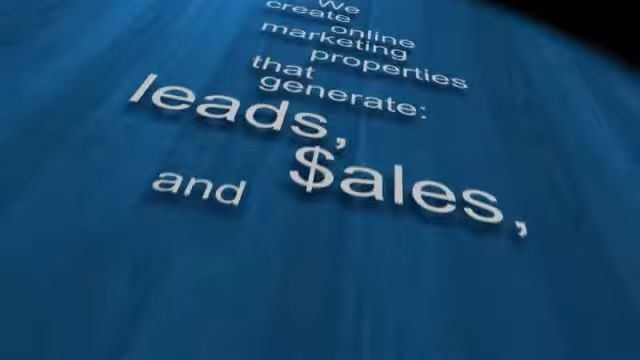 We
create
online
marketing
properties
that
generate:
leads,
$ales,
and